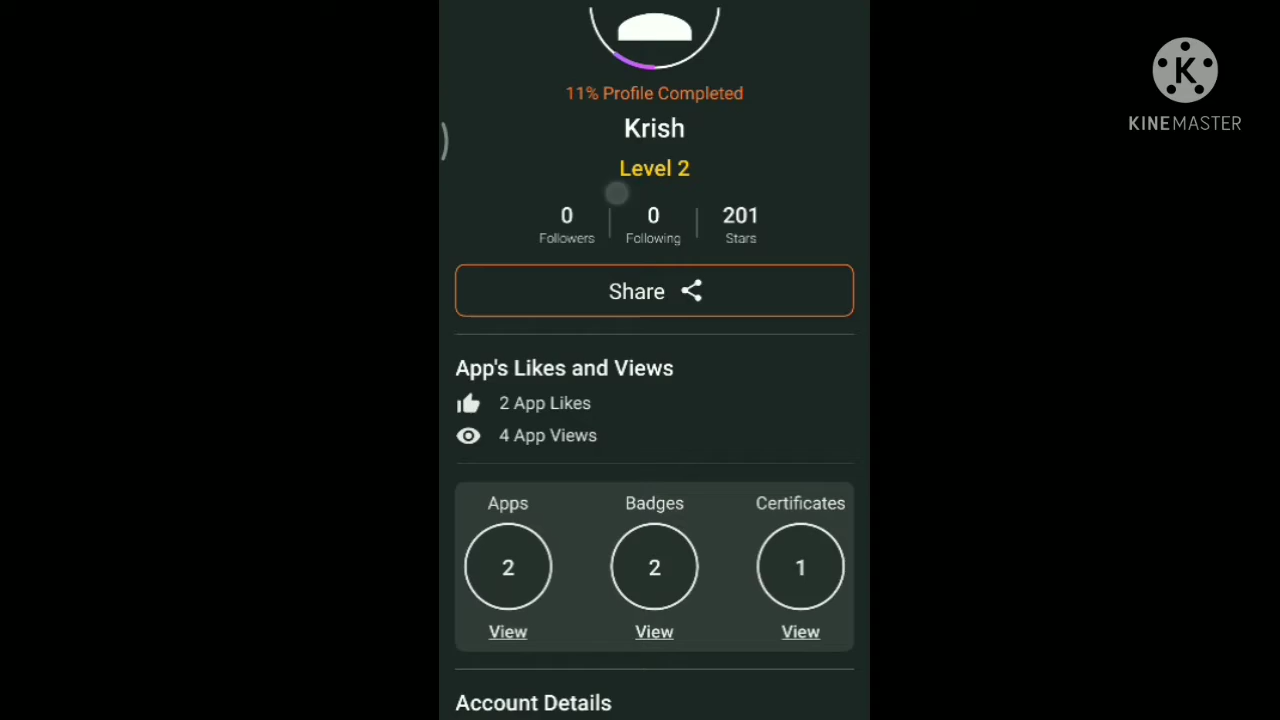 11% Profile Completed
Krish
Level 2
0 0 201
Followers Following Stars
Share
App's Likes and Views
2 App Likes
4 App Views
Apps Badges Certificates
2 2 1
View View View
Account Details
K
KINEMASTER